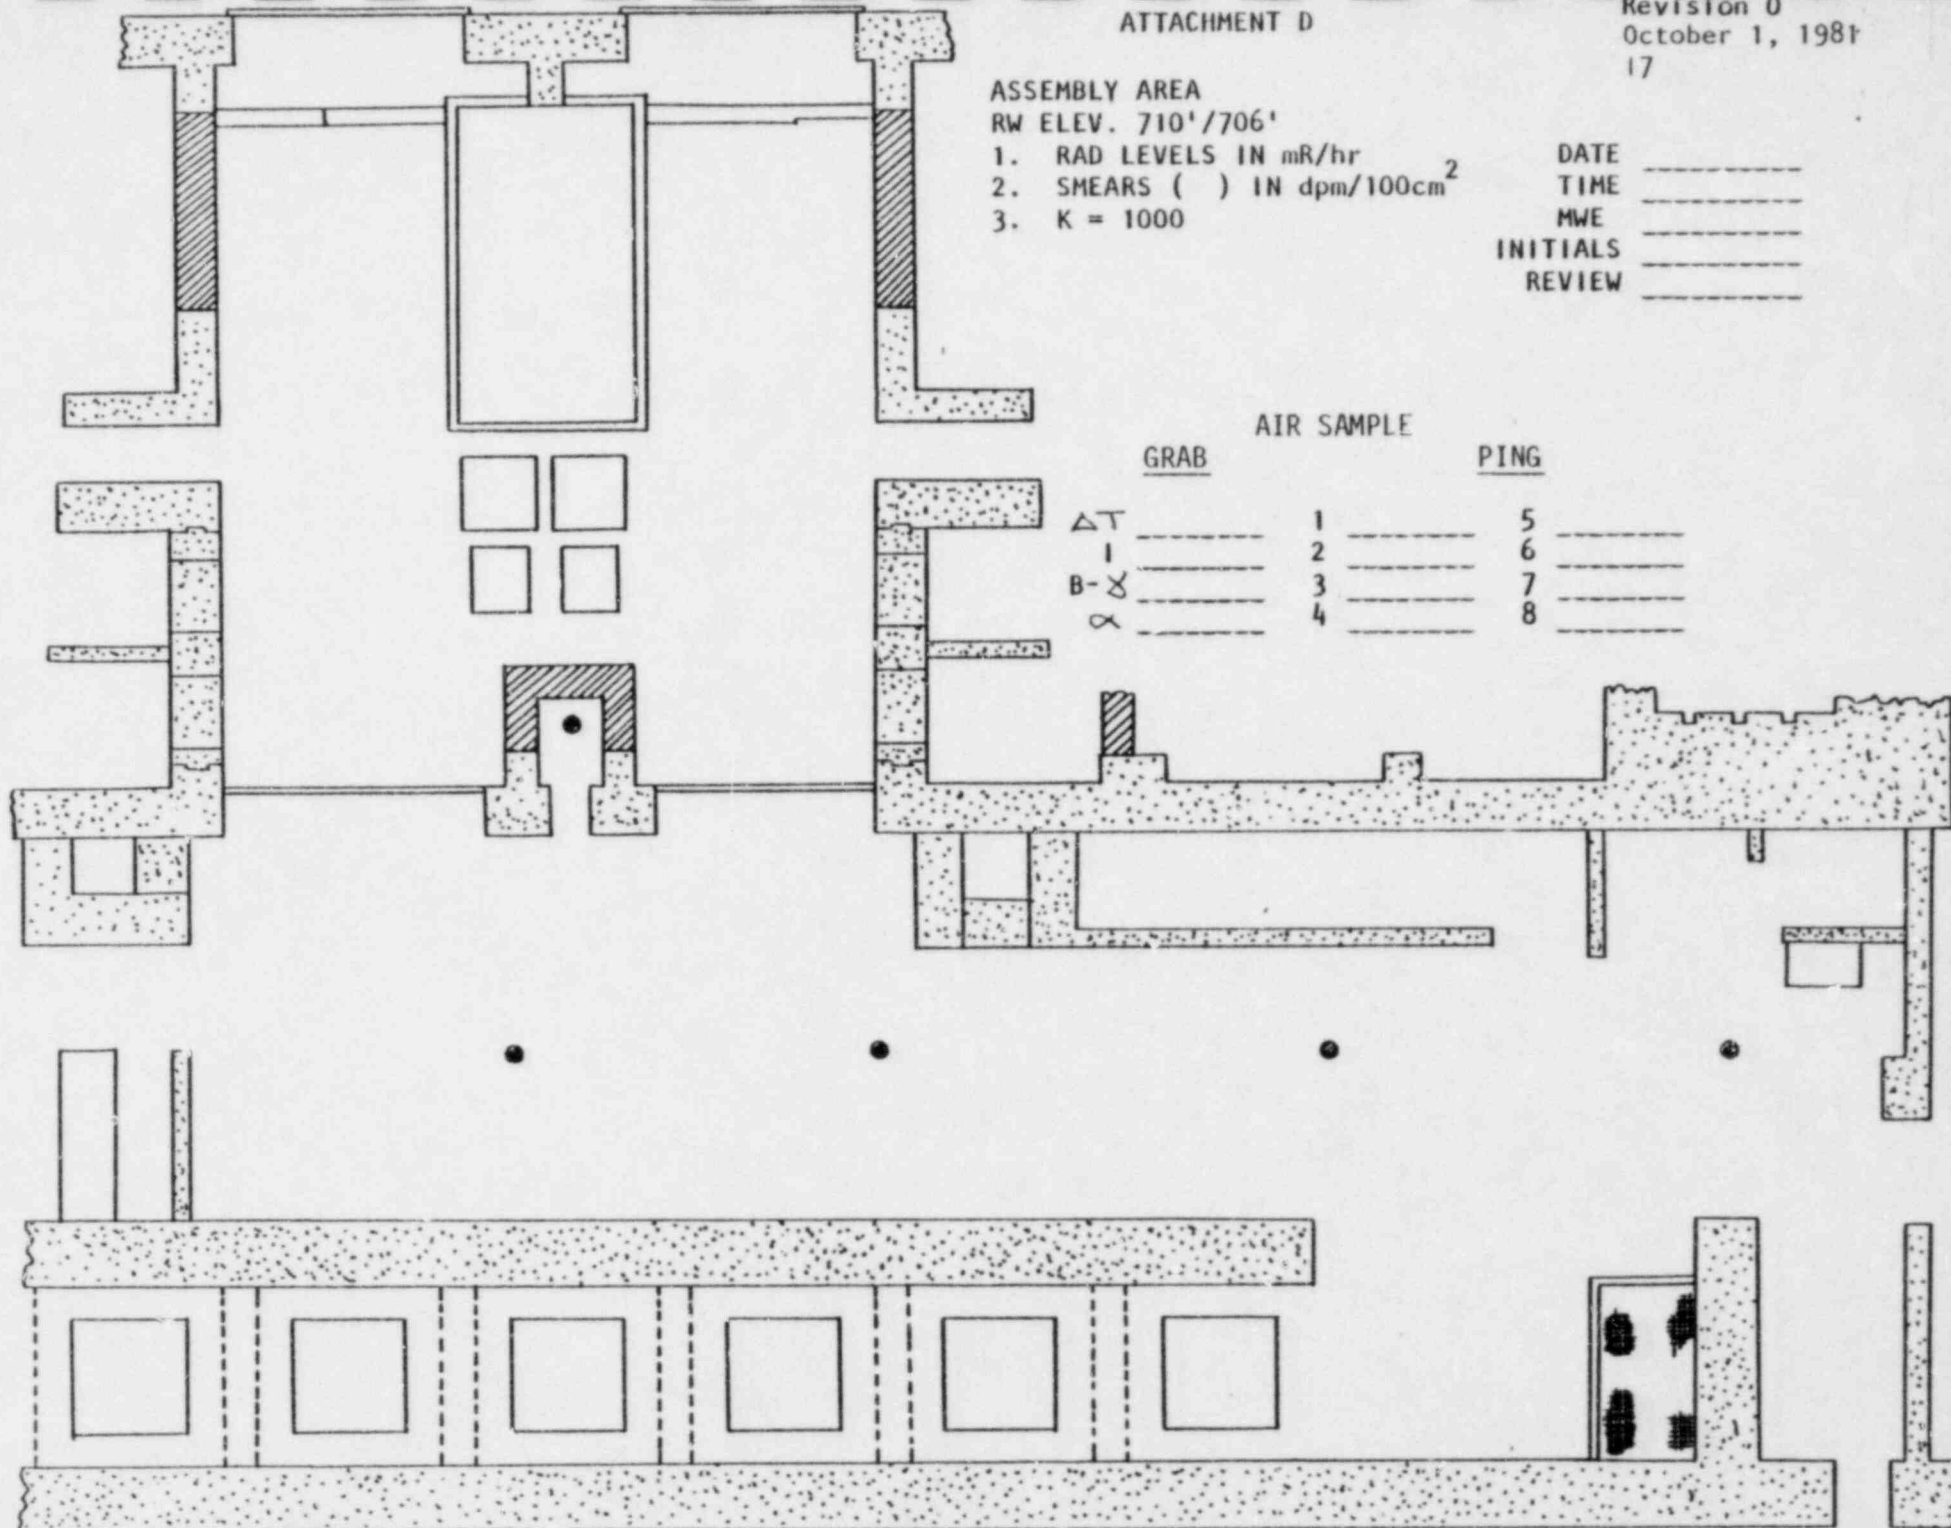 ATTACHMENT D
Revision 0
October 1, 1981
17
ASSEMBLY AREA
RW ELEV. 710'/706'
1. RAD LEVELS IN mR/hr
2. SMEARS ( ) IN dpm/100cm²
3. K = 1000
DATE
TIME
MWE
INITIALS
REVIEW
AIR SAMPLE
GRAB PING
ΔT 1 5
I 2 6
B-ɣ 3 7
α 4 8